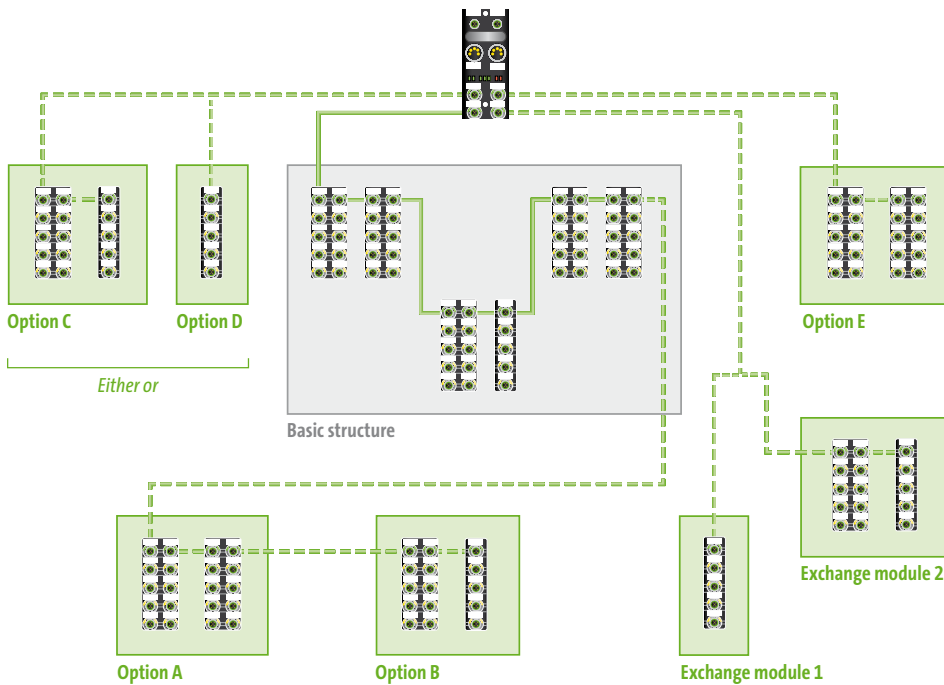 Option C
Option D
Option E
Either or
Basic structure
Exchange module 2
Option A
Option B
Exchange module 1